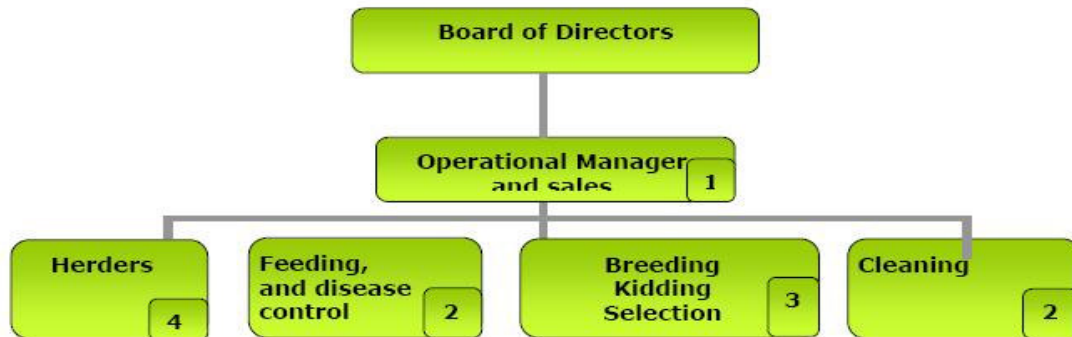 Board of Directors
Operational Manager
and sales
1
Herders
4
Feeding,
and disease
control
2
Breeding
Kidding
Selection
3
Cleaning
2